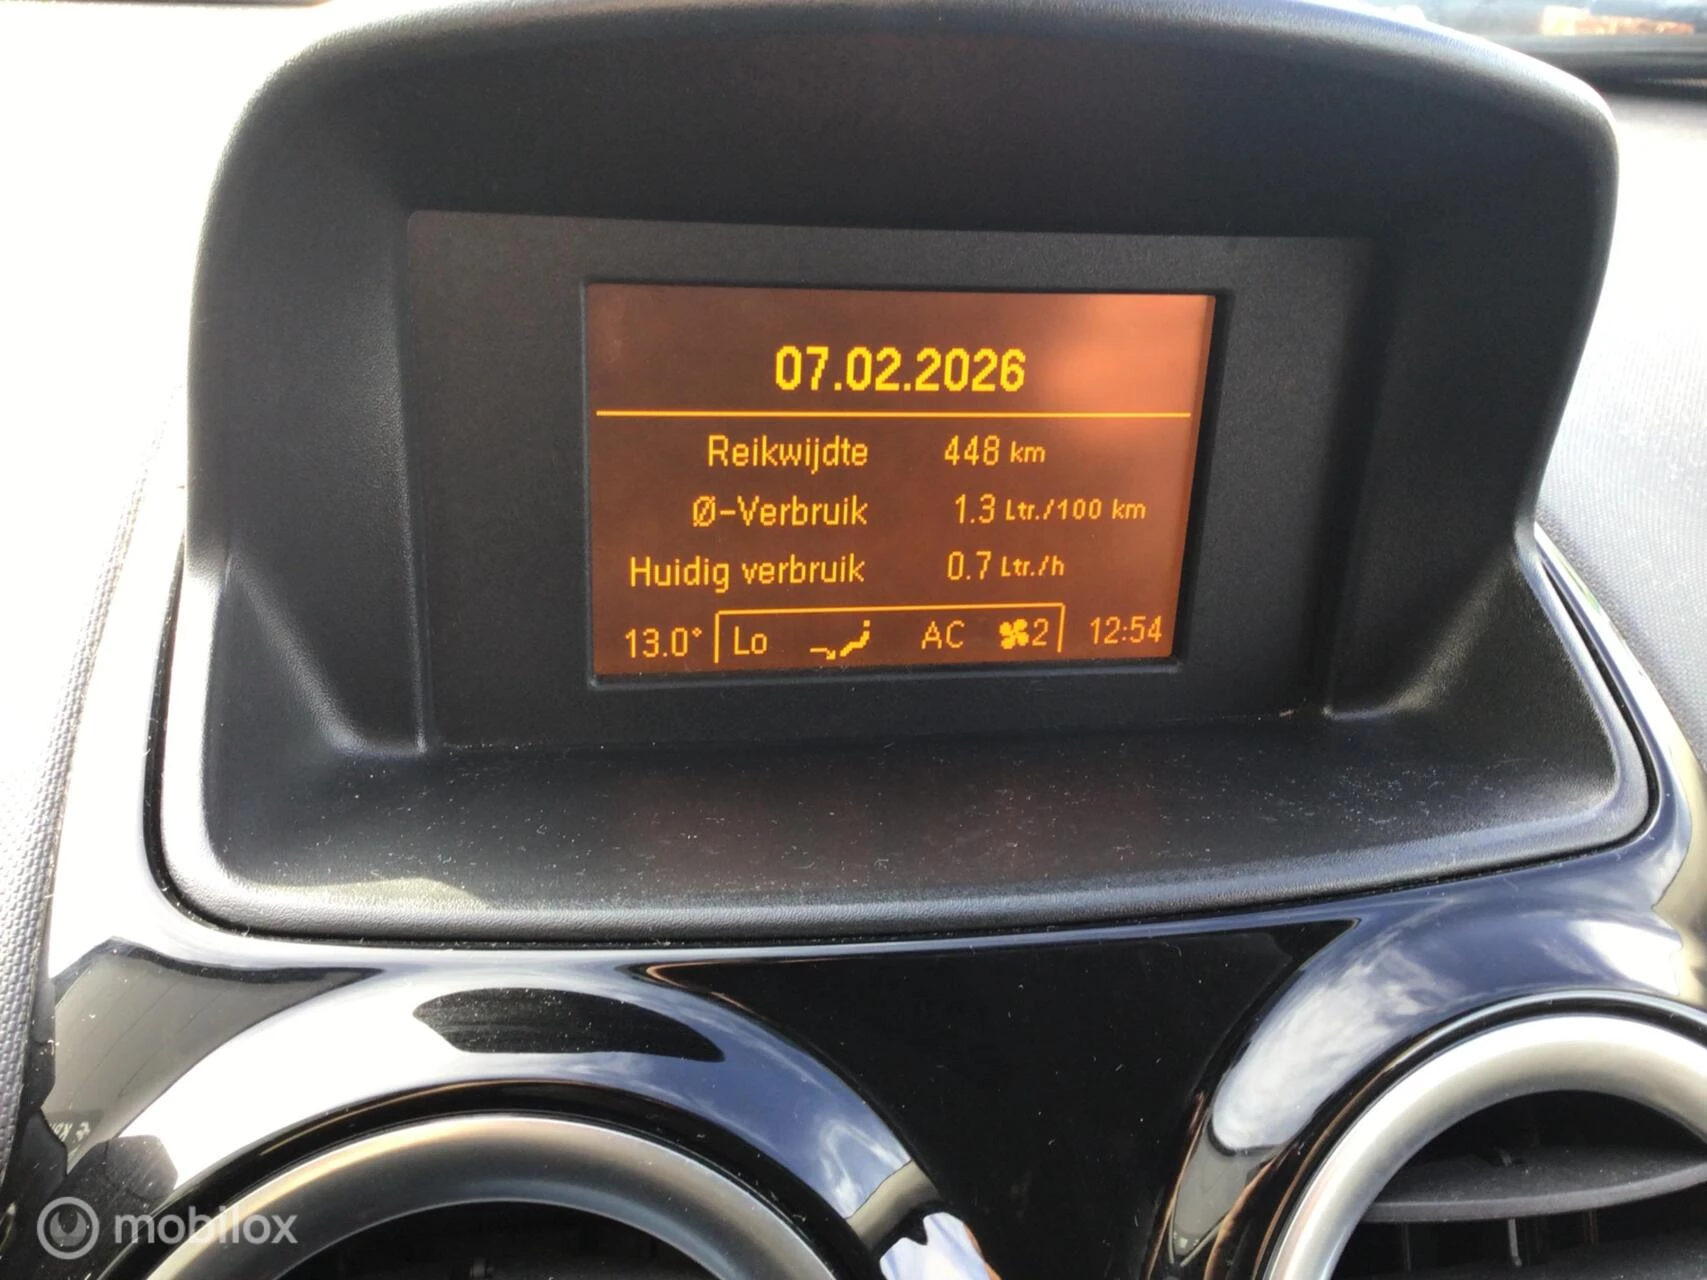 07.02.2026
Reikwijdte 448 km
Ø-Verbruik 1.3 Ltr./100 km
Huidig verbruik 0.7 Ltr./h
13.0° Lo AC 2 12:54
mobilox